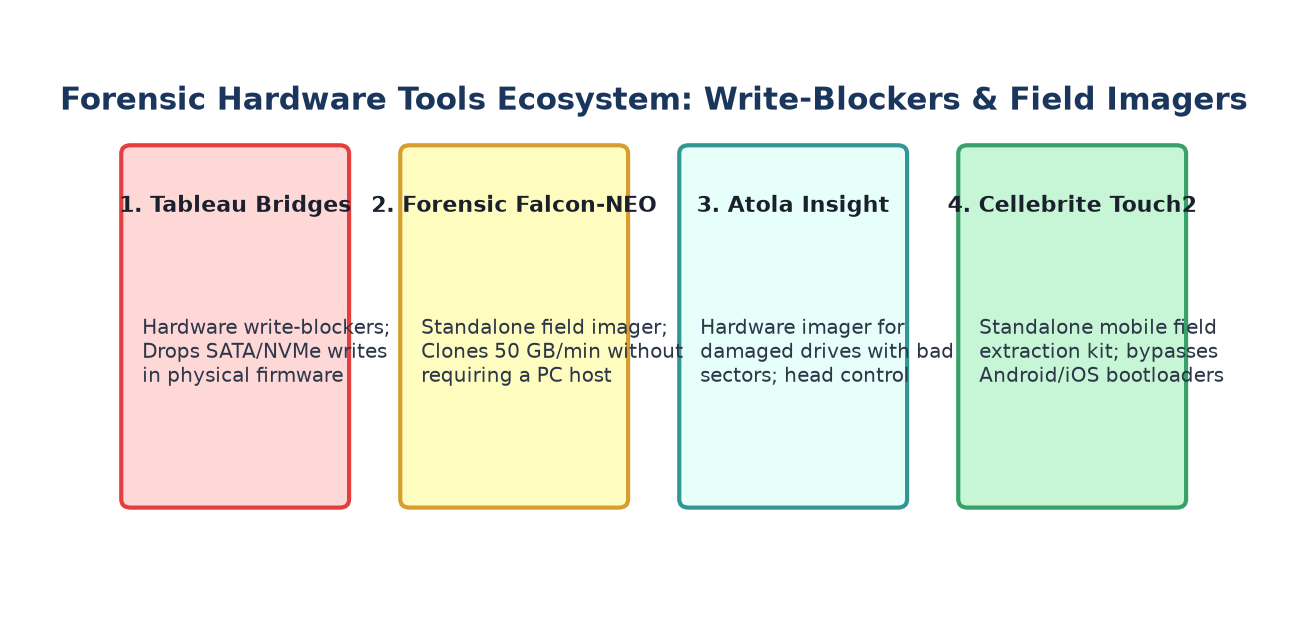 Forensic Hardware Tools Ecosystem: Write-Blockers & Field Imagers
1. Tableau Bridges
Hardware write-blockers;
Drops SATA/NVMe writes
in physical firmware
2. Forensic Falcon-NEO
Standalone field imager;
Clones 50 GB/min without
requiring a PC host
3. Atola Insight
Hardware imager for
damaged drives with bad
sectors; head control
4. Cellebrite Touch2
Standalone mobile field
extraction kit; bypasses
Android/iOS bootloaders